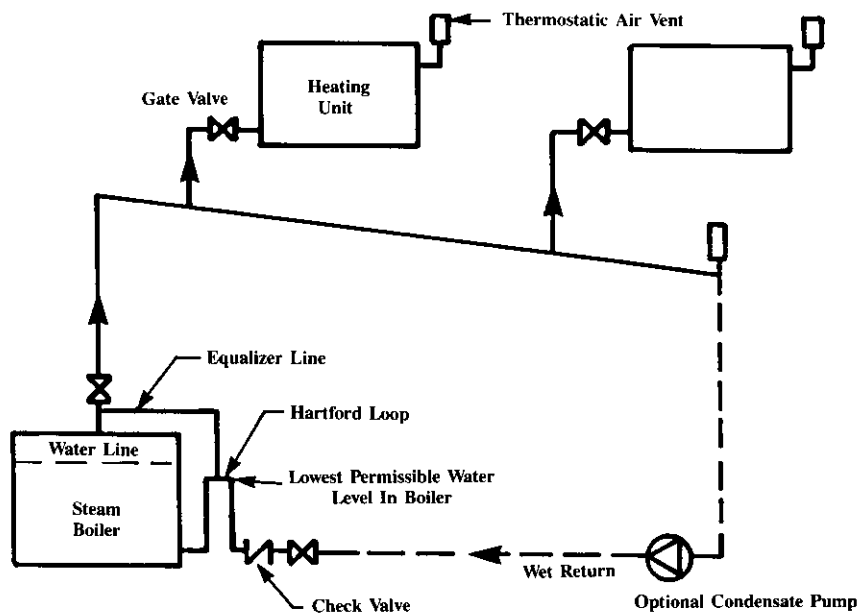 Thermostatic Air Vent
Heating
Unit
Gate Valve
Equalizer Line
Hartford Loop
Water Line
Lowest Permissible Water
Level In Boiler
Steam
Boiler
Wet Return
Check Valve
Optional Condensate Pump